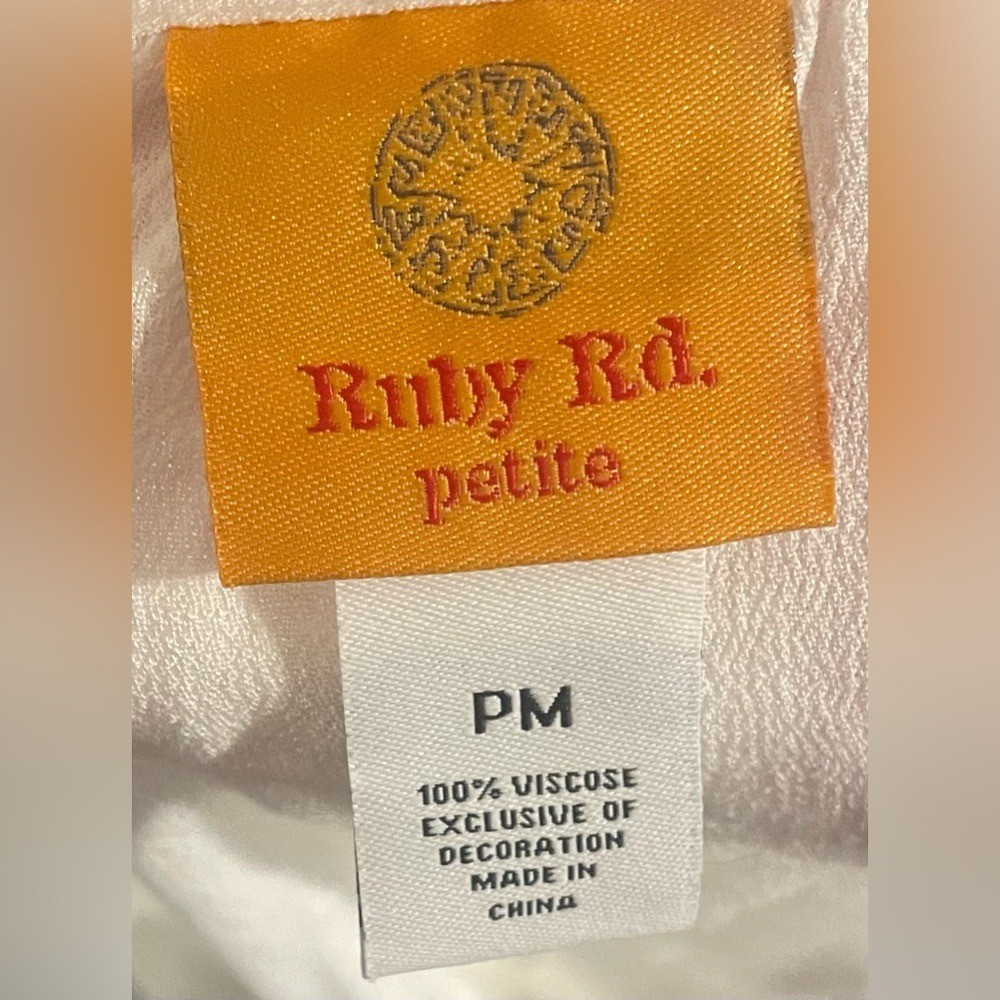 Ruby Rd.
petite
PM
100% VISCOSE
EXCLUSIVE OF
DECORATION
MADE IN
CHINA